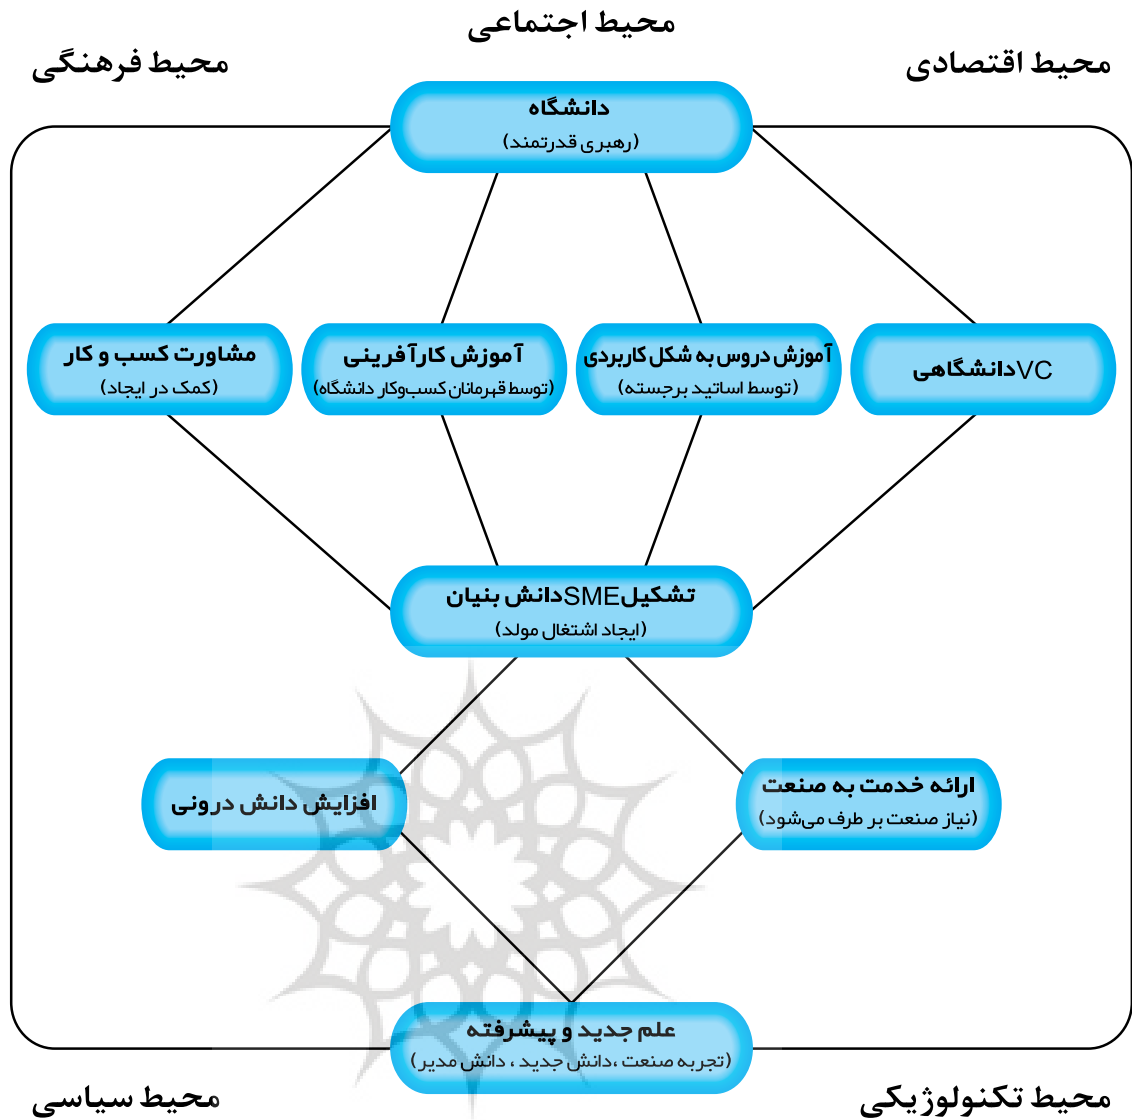 محیط اجتماعی
محیط اقتصادی
محیط فرهنگی
دانشگاه
(رهبری قدرتمند)
VCدانشگاهی
آموزش دروس به شکل کاربردی
(توسط اساتید برجسته)
آموزش کارآفرینی
(توسط قهرمانان کسب‌وکار دانشگاه)
مشاورت کسب و کار
(کمک در ایجاد)
تشکیلSMEدانش بنیان
(ایجاد اشتغال مولد)
ارائه خدمت به صنعت
(نیاز صنعت بر طرف می‌شود)
افزایش دانش درونی
علم جدید و پیشرفته
(تجربه صنعت ،دانش جدید ، دانش مدیر)
محیط تکنولوژیکی
محیط سیاسی